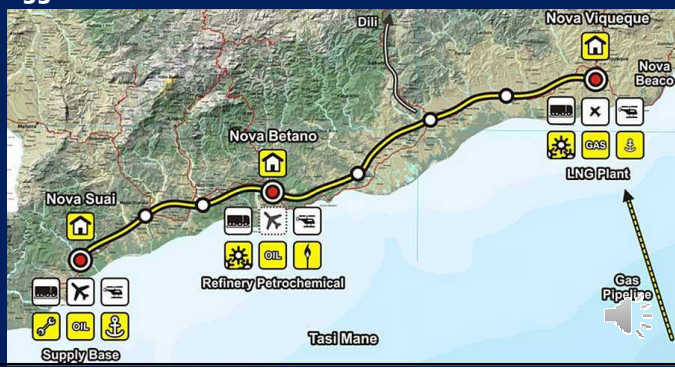 Dili
Nova Viqueque
Nova
Beaco
GAS
LNG Plant
Nova Betano
OIL
Refinery Petrochemical
Nova Suai
OIL
Supply Base
Gas
Pipeline
Tasi Mane